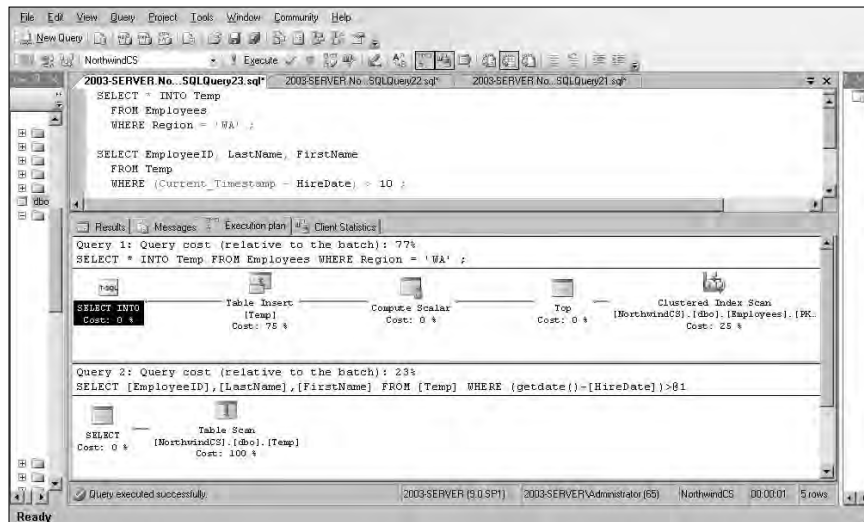 File Edit View Query Project Tools Window Community Help
New Query
NorthwindCS Execute
2003-SERVER.No...SQLQuery23.sql* 2003-SERVER.No...SQLQuery22.sql* 2003-SERVER.No...SQLQuery21.sql*
SELECT * INTO Temp
FROM Employees
WHERE Region = 'WA' ;
SELECT EmployeeID, LastName, FirstName
FROM Temp
WHERE (Current_Timestamp - HireDate) > 10 ;
dbo
Results Messages Execution plan Client Statistics
Query 1: Query cost (relative to the batch): 77%
SELECT * INTO Temp FROM Employees WHERE Region = 'WA' ;
T-SQL
SELECT INTO
Cost: 0 %
Table Insert
[Temp]
Cost: 75 %
Compute Scalar
Cost: 0 %
Top
Cost: 0 %
Clustered Index Scan
[NorthwindCS].[dbo].[Employees].[PK...
Cost: 25 %
Query 2: Query cost (relative to the batch): 23%
SELECT [EmployeeID],[LastName],[FirstName] FROM [Temp] WHERE (getdate()-[HireDate])>@1
SELECT
Cost: 0 %
Table Scan
[NorthwindCS].[dbo].[Temp]
Cost: 100 %
Query executed successfully. 2003-SERVER (9.0 SP1) 2003-SERVER\Administrator (65) NorthwindCS 00:00:01 5 rows
Ready